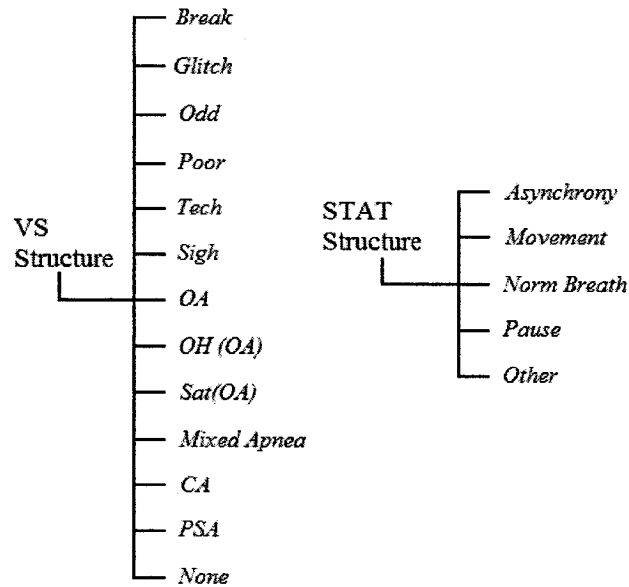 VS
Structure
Break
Glitch
Odd
Poor
Tech
Sigh
OA
OH (OA)
Sat(OA)
Mixed Apnea
CA
PSA
None
STAT
Structure
Asynchrony
Movement
Norm Breath
Pause
Other